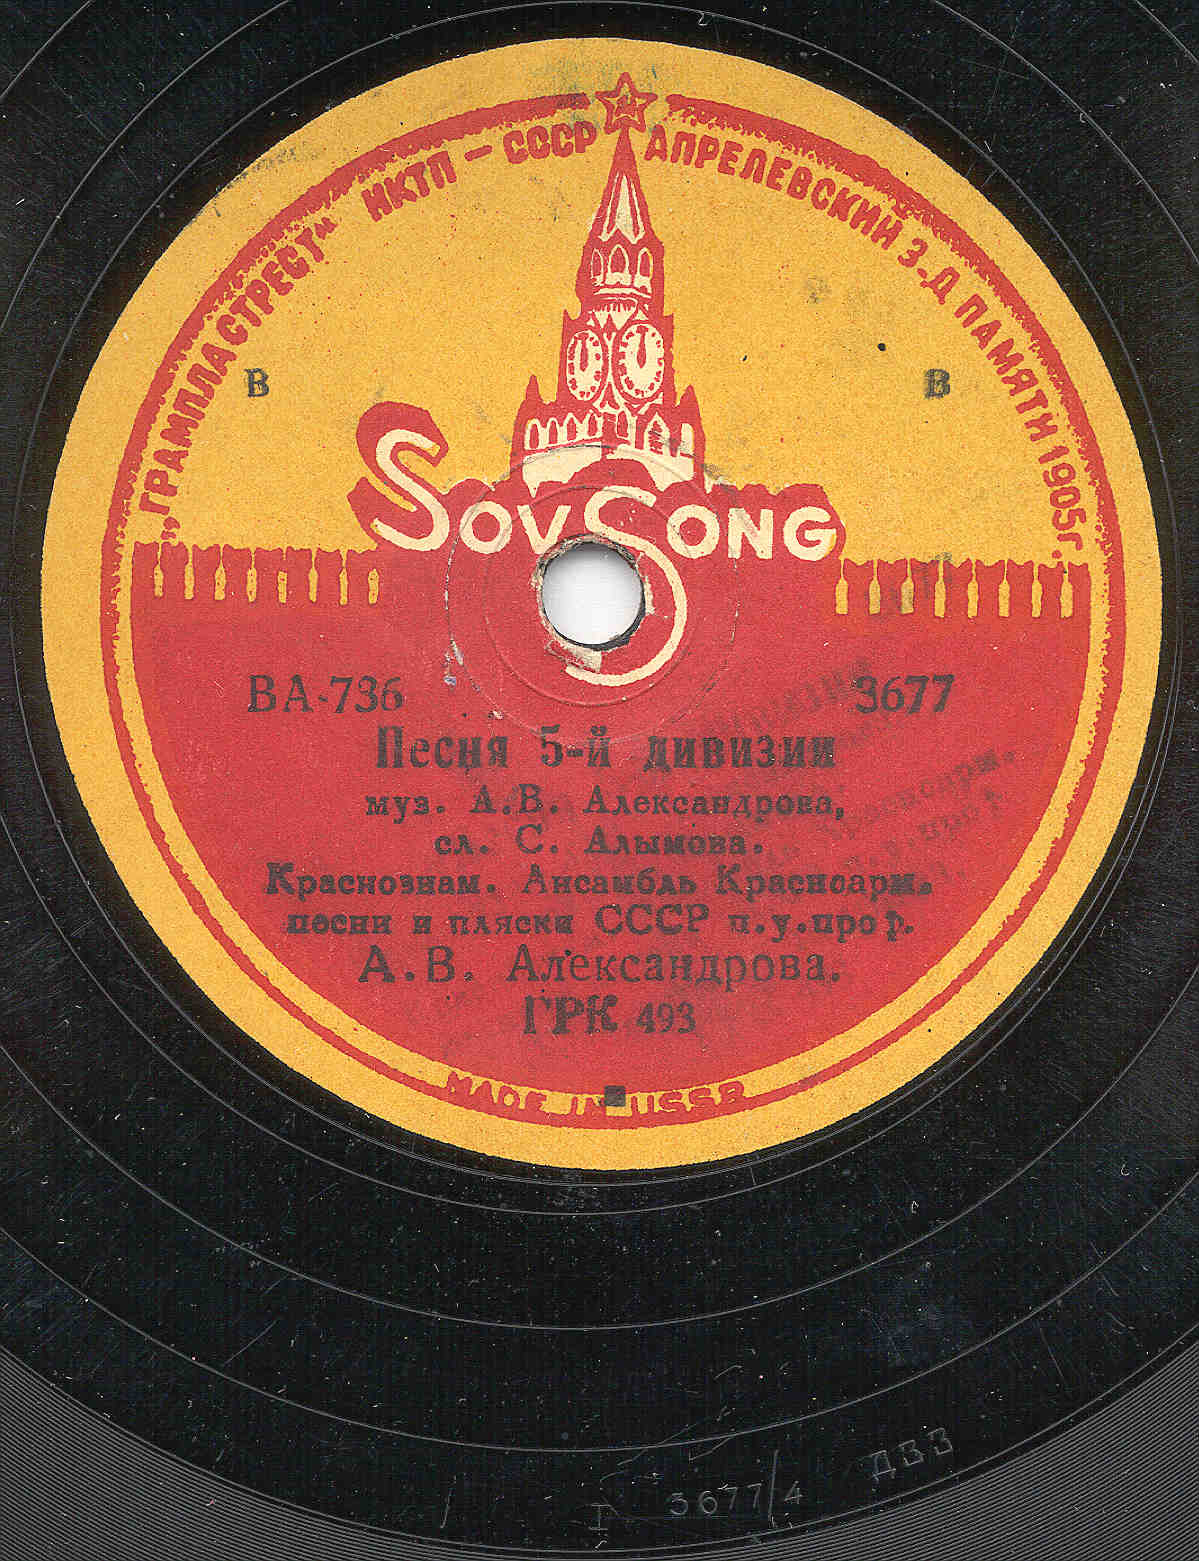 „ГРАМПЛАСТРЕСТ“ НКТП – СССР АПРЕЛЕВСКИЙ З-Д ПАМЯТИ 1905г.
В В
SOVSONG
ВА-736 3677
Песня 5-й дивизии
муз. А.В. Александрова,
сл. С. Алымова.
Краснознам. Ансамбль Красноарм.
песни и пляски СССР п.у.проф.
А.В. Александрова.
ГРК 493
MADE IN USSR
I 3677/4 ДВЗ